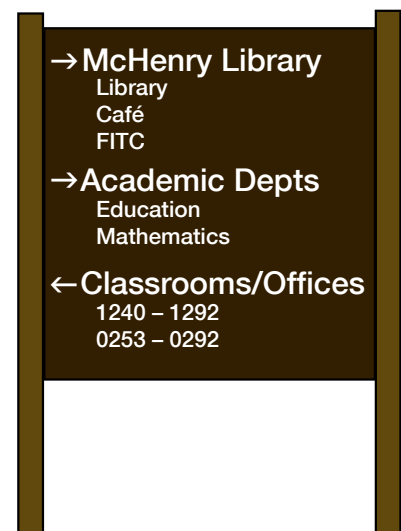 →McHenry Library
Library
Café
FITC
→Academic Depts
Education
Mathematics
←Classrooms/Offices
1240 – 1292
0253 – 0292